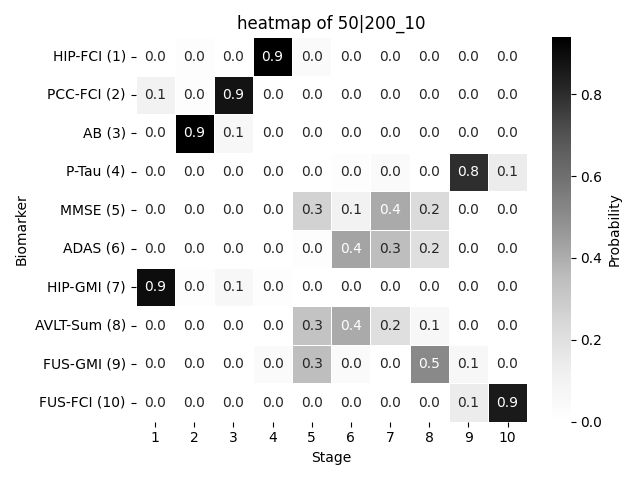 heatmap of 50|200_10
Biomarker
HIP-FCI (1) 0.0 0.0 0.0 0.9 0.0 0.0 0.0 0.0 0.0 0.0
PCC-FCI (2) 0.1 0.0 0.9 0.0 0.0 0.0 0.0 0.0 0.0 0.0
AB (3) 0.0 0.9 0.1 0.0 0.0 0.0 0.0 0.0 0.0 0.0
P-Tau (4) 0.0 0.0 0.0 0.0 0.0 0.0 0.0 0.0 0.8 0.1
MMSE (5) 0.0 0.0 0.0 0.0 0.3 0.1 0.4 0.2 0.0 0.0
ADAS (6) 0.0 0.0 0.0 0.0 0.0 0.4 0.3 0.2 0.0 0.0
HIP-GMI (7) 0.9 0.0 0.1 0.0 0.0 0.0 0.0 0.0 0.0 0.0
AVLT-Sum (8) 0.0 0.0 0.0 0.0 0.3 0.4 0.2 0.1 0.0 0.0
FUS-GMI (9) 0.0 0.0 0.0 0.0 0.3 0.0 0.0 0.5 0.1 0.0
FUS-FCI (10) 0.0 0.0 0.0 0.0 0.0 0.0 0.0 0.0 0.1 0.9
1 2 3 4 5 6 7 8 9 10
Stage
0.8
0.6
0.4
0.2
0.0
Probability